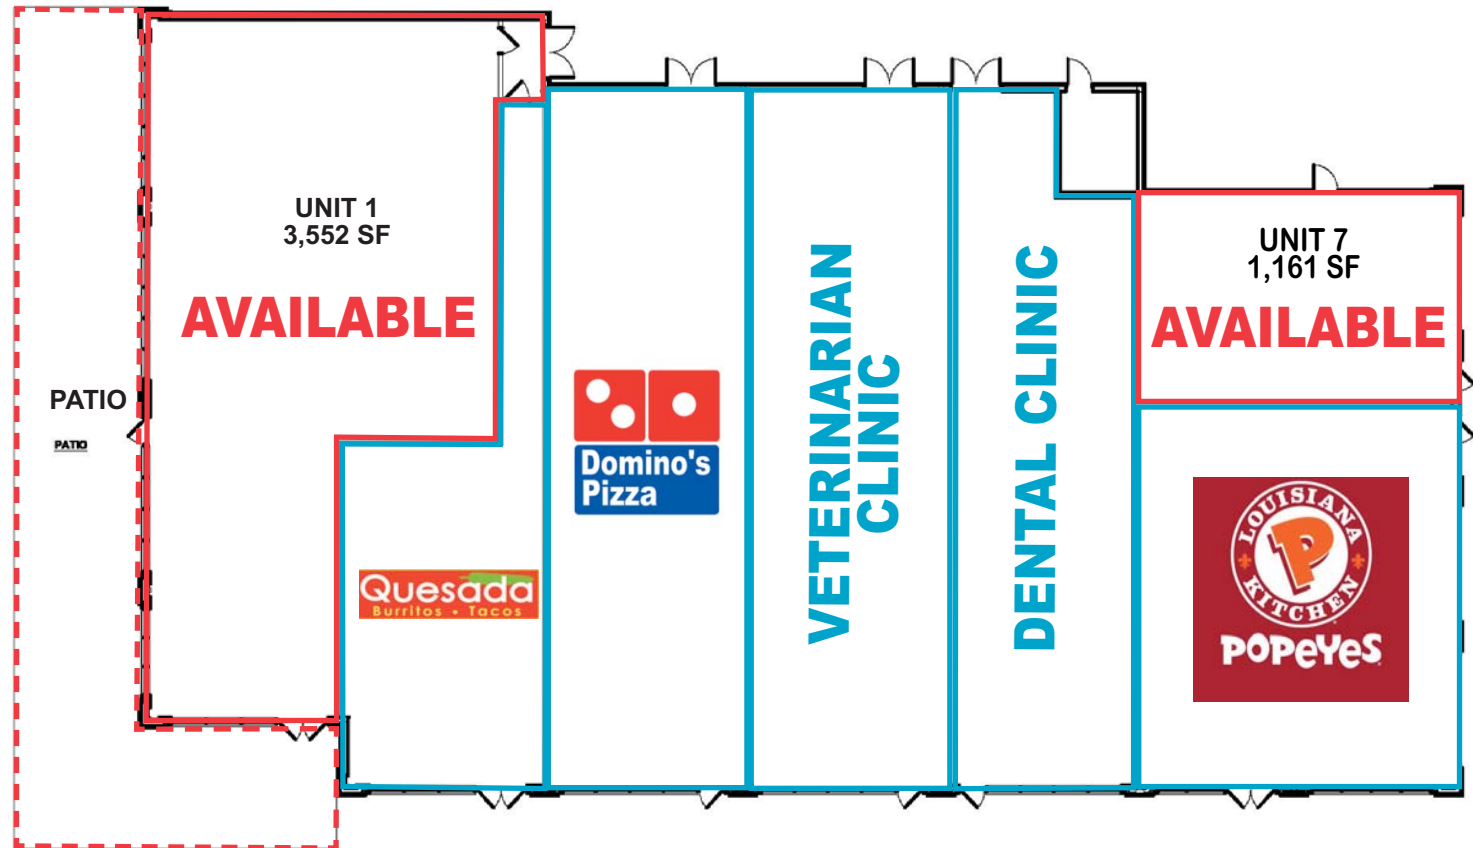 UNIT 1
3,552 SF
AVAILABLE
PATIO
PATIO
Quesada
Burritos • Tacos
Domino's
Pizza
VETERINARIAN
CLINIC
DENTAL CLINIC
UNIT 7
1,161 SF
AVAILABLE
LOUISIANA
P
KITCHEN
POPEYES